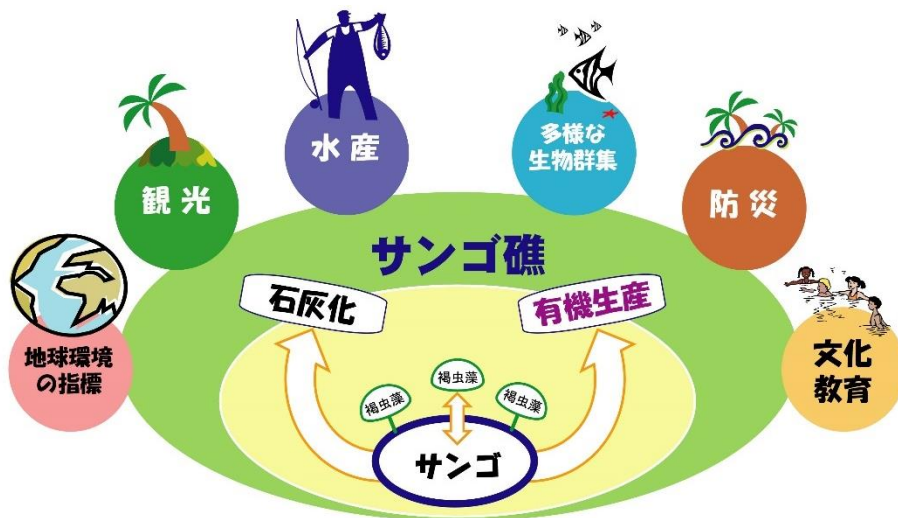 水産
多様な
生物群集
観光
防災
サンゴ礁
石灰化
有機生産
地球環境
の指標
文化
教育
褐虫藻
褐虫藻
褐虫藻
サンゴ